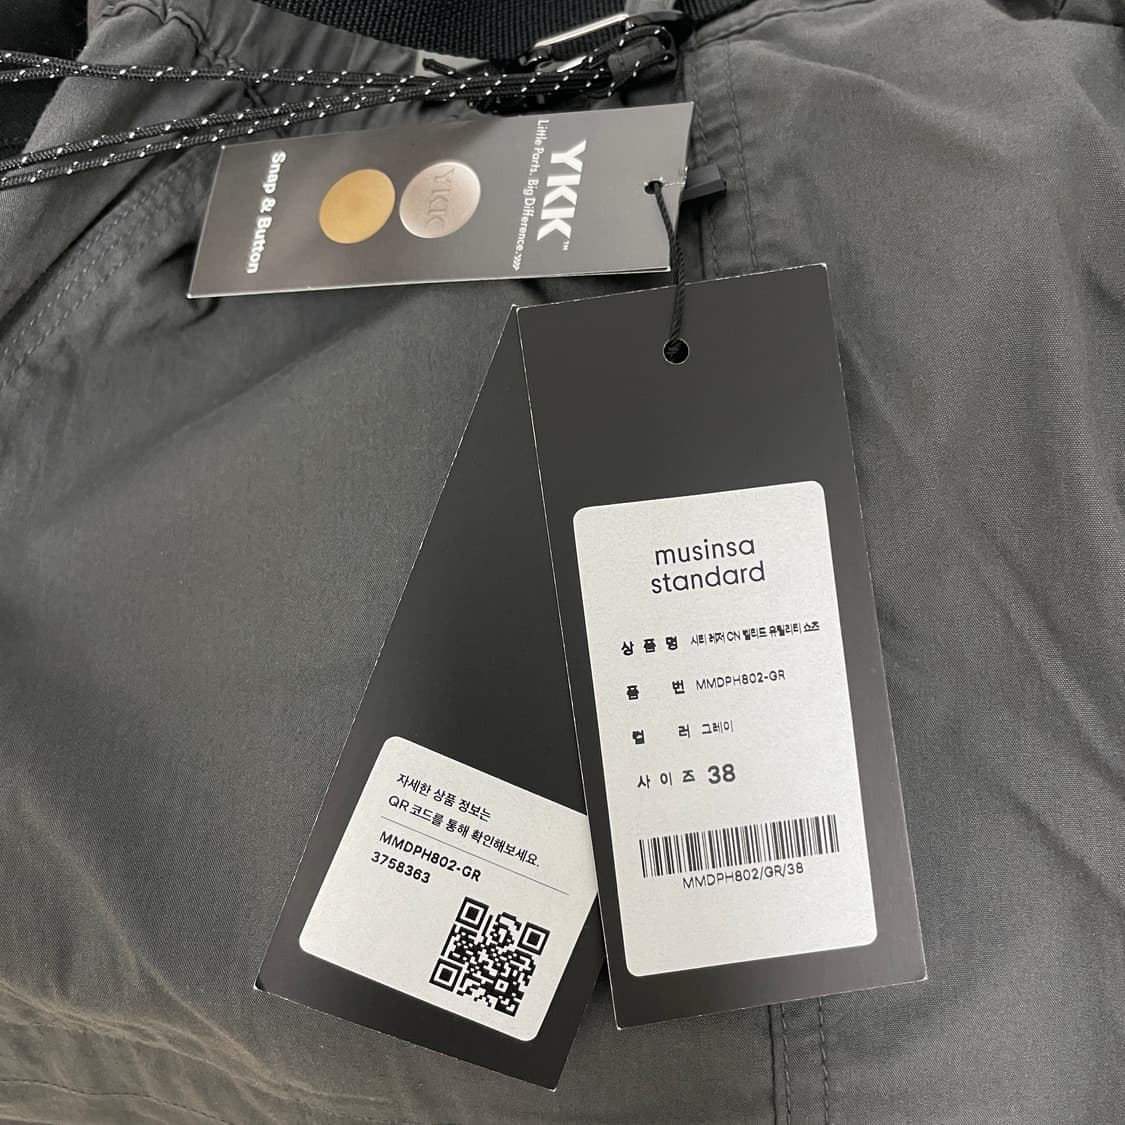 YKK™
Little Parts. Big Difference.
YKK
Snap & Button
musinsa
standard
상품명 시티 레저 CN 벨티드 유틸리티 쇼츠
품번 MMDPH802-GR
컬러 그레이
사이즈 38
MMDPH802/GR/38
자세한 상품 정보는
QR 코드를 통해 확인해보세요.
MMDPH802-GR
3758363